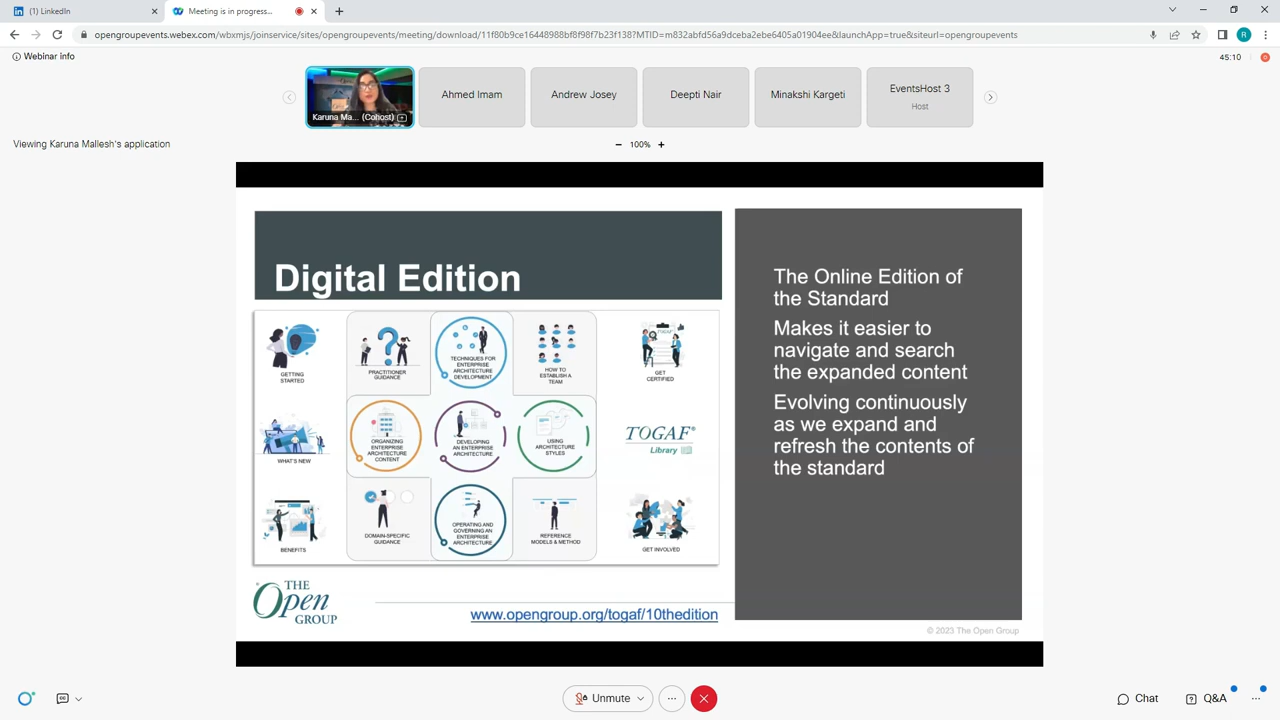 (1) LinkedIn
Meeting is in progress...
opengroupevents.webex.com/wbxmjs/joinservice/sites/opengroupevents/meeting/download/11f80b9ce16448988bf8f98f7b23f138?MTID=m832abfd56a9dceba2ebe6405a01904ee&launchApp=true&siteurl=opengroupevents
R
Webinar info
45:10
Karuna Ma... (Cohost)
Ahmed Imam
Andrew Josey
Deepti Nair
Minakshi Kargeti
EventsHost 3
Host
Viewing Karuna Mallesh's application
100%
Digital Edition
GETTING
STARTED
PRACTITIONER
GUIDANCE
TECHNIQUES FOR
ENTERPRISE
ARCHITECTURE
DEVELOPMENT
HOW TO
ESTABLISH A
TEAM
GET
CERTIFIED
WHAT'S NEW
ORGANIZING
ENTERPRISE
ARCHITECTURE
CONTENT
DEVELOPING
AN ENTERPRISE
ARCHITECTURE
USING
ARCHITECTURE
STYLES
TOGAF®
Library
BENEFITS
DOMAIN-SPECIFIC
GUIDANCE
OPERATING AND
GOVERNING AN
ENTERPRISE
ARCHITECTURE
REFERENCE
MODELS & METHOD
GET INVOLVED
The Online Edition of
the Standard
Makes it easier to
navigate and search
the expanded content
Evolving continuously
as we expand and
refresh the contents of
the standard
THE
Open
GROUP
www.opengroup.org/togaf/10thedition
© 2023 The Open Group
Unmute
Chat
Q&A